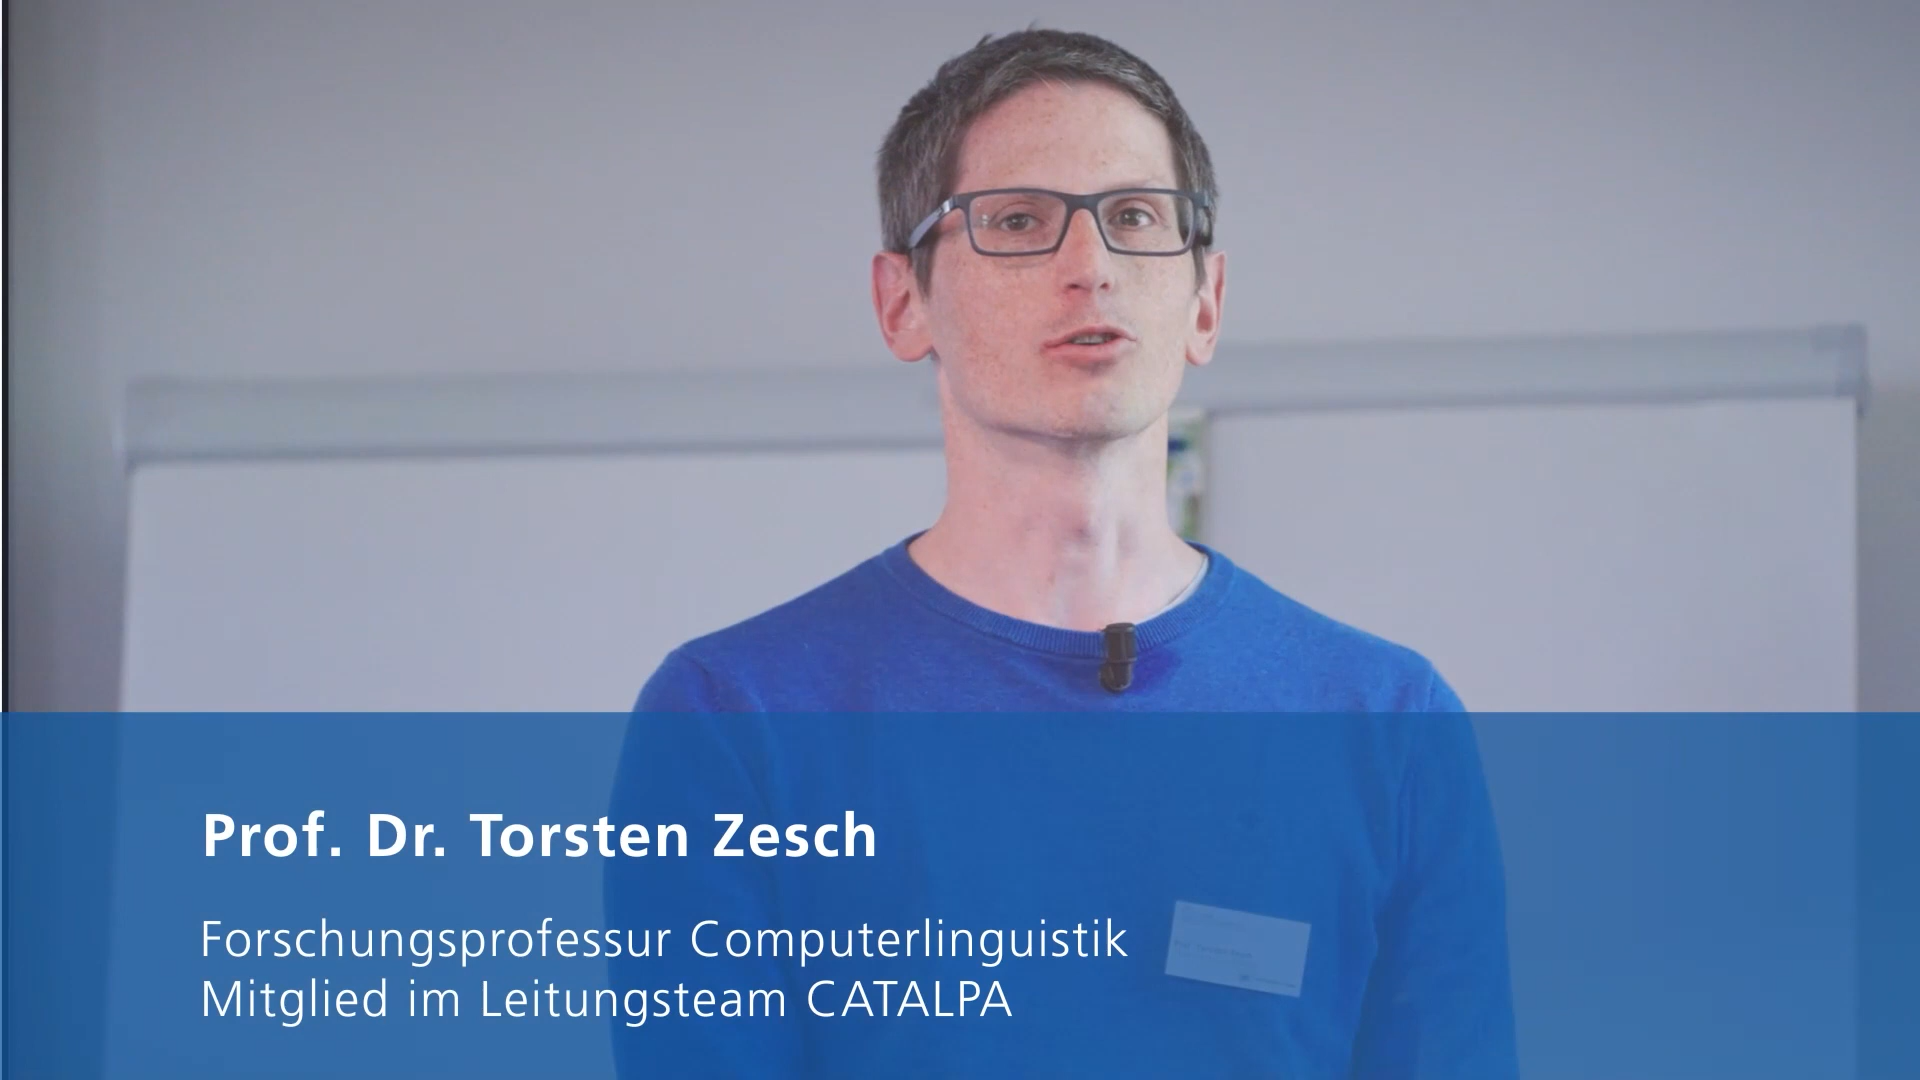 Prof. Dr. Torsten Zesch
Forschungsprofessur Computerlinguistik
Mitglied im Leitungsteam CATALPA